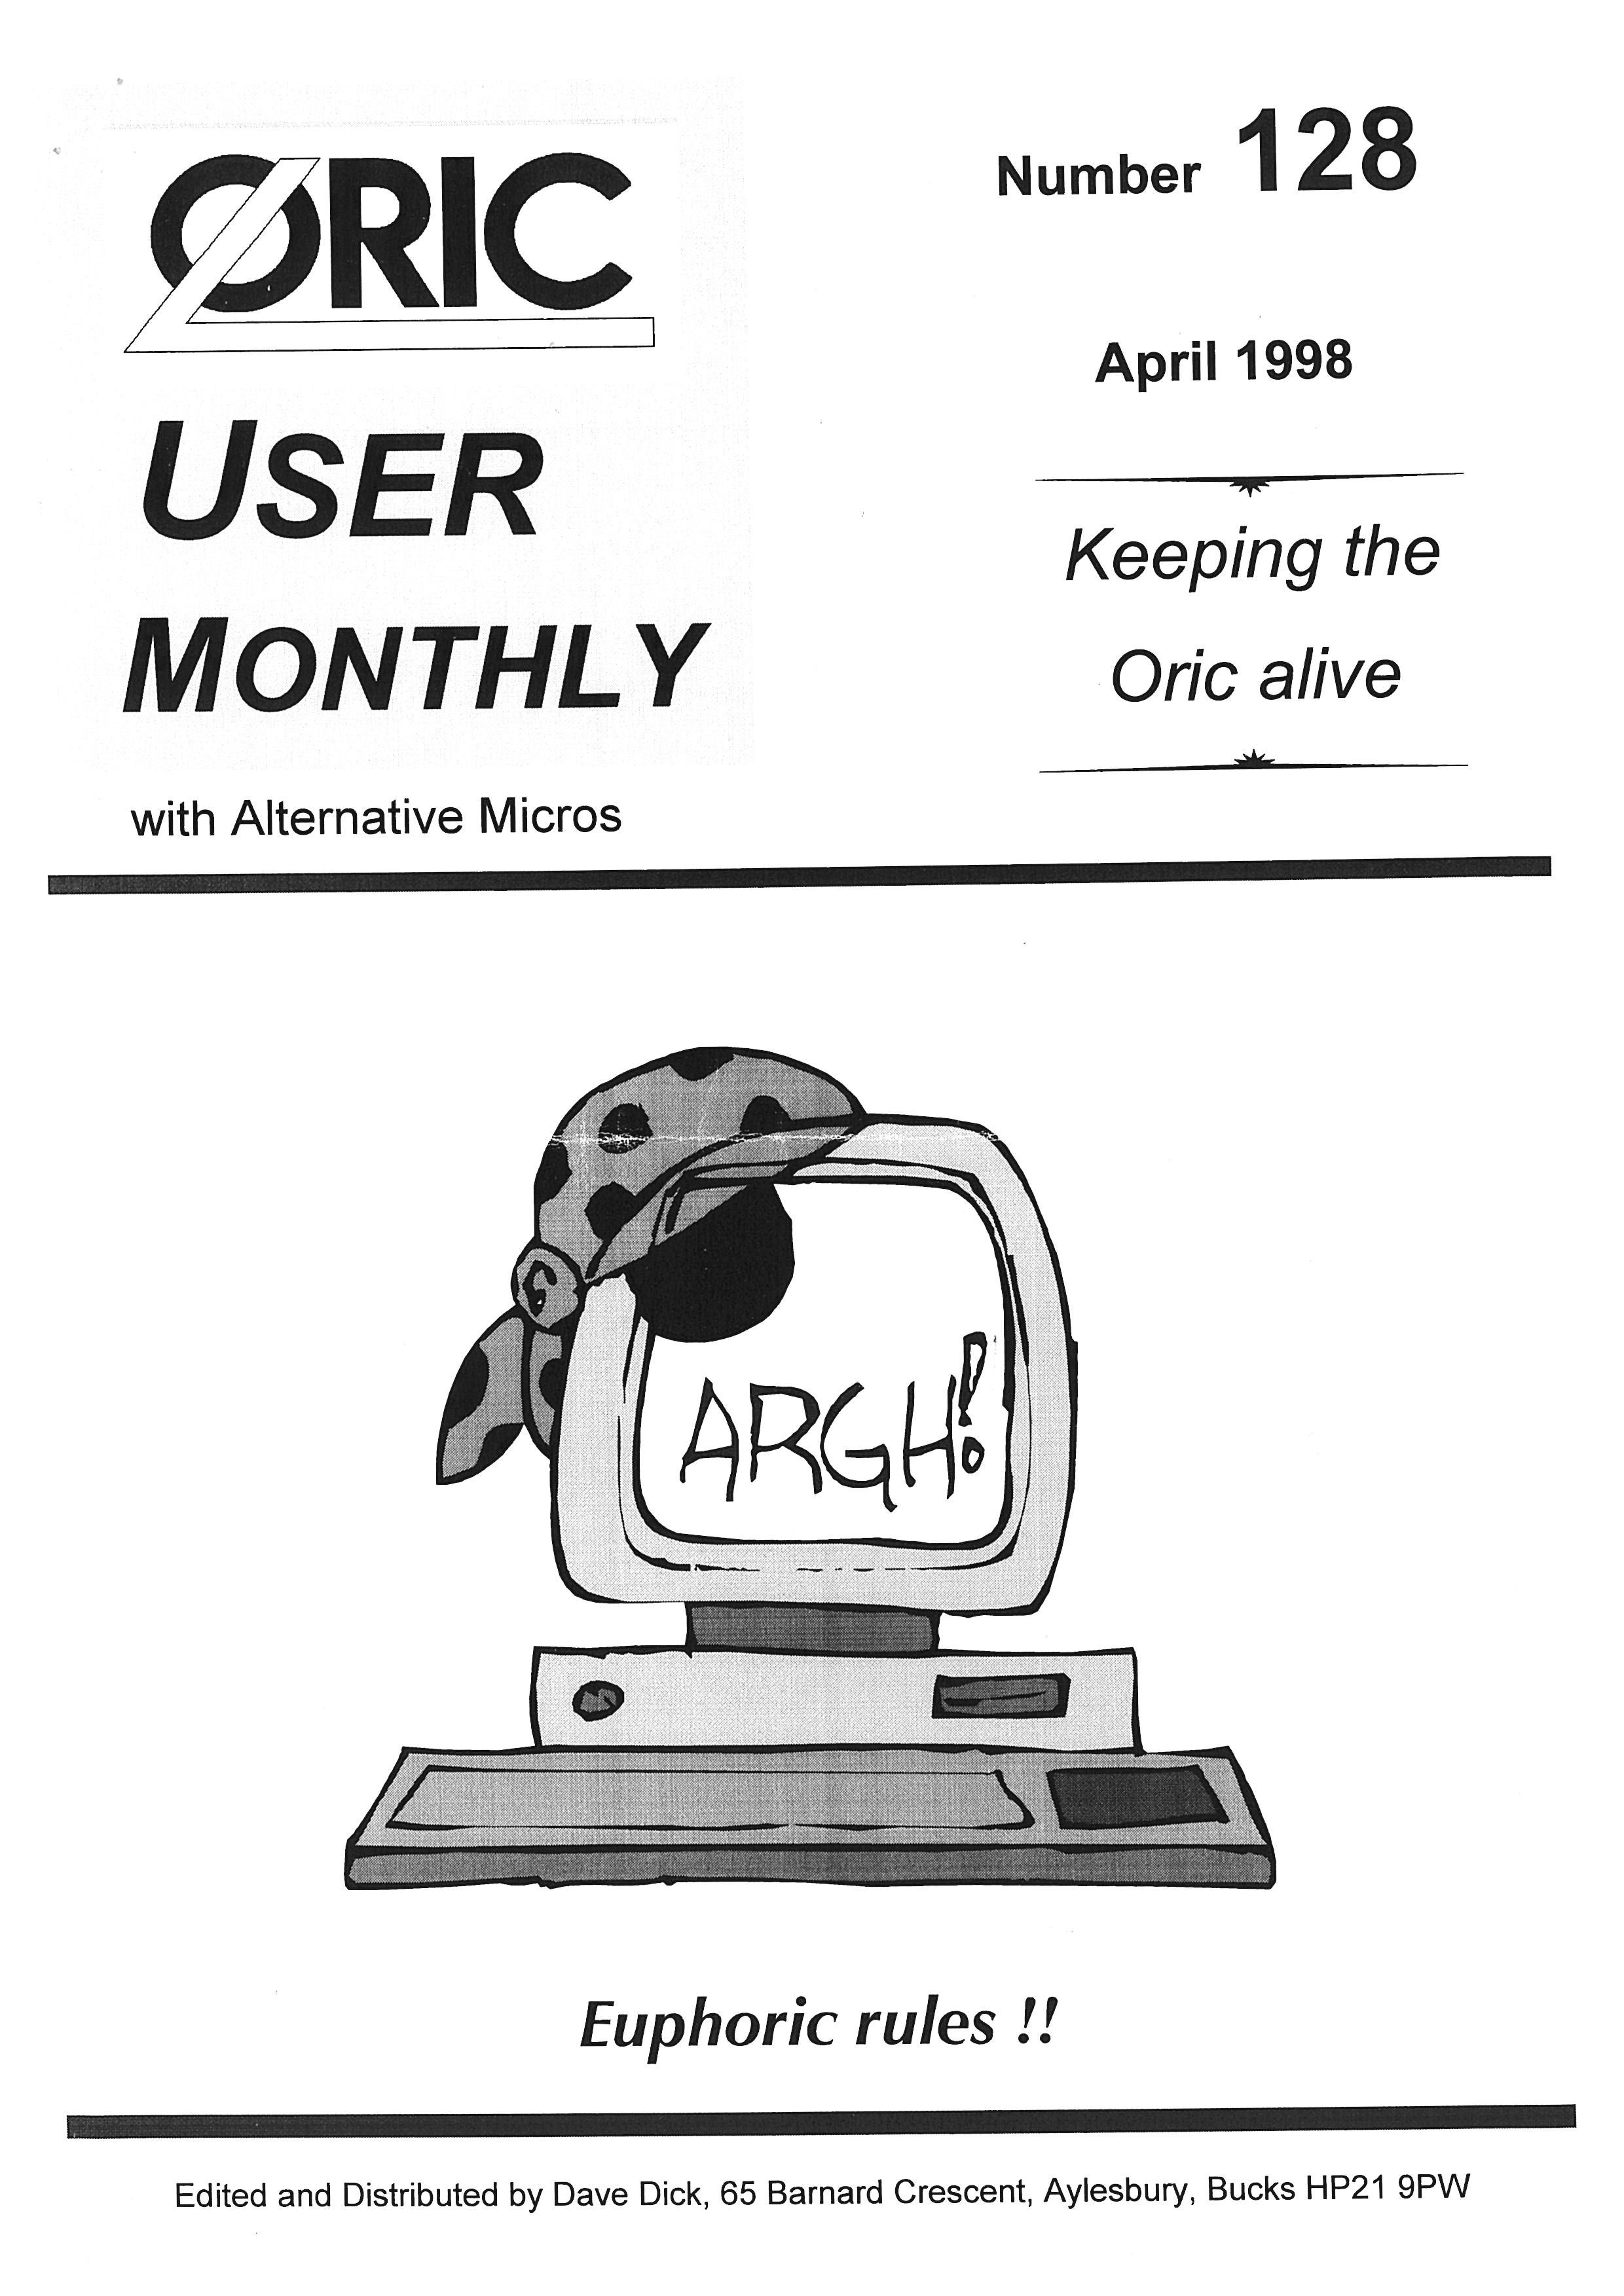 ORIC
USER
MONTHLY
with Alternative Micros
Number 128
April 1998
Keeping the
Oric alive
ARGH!
Euphoric rules !!
Edited and Distributed by Dave Dick, 65 Barnard Crescent, Aylesbury, Bucks HP21 9PW